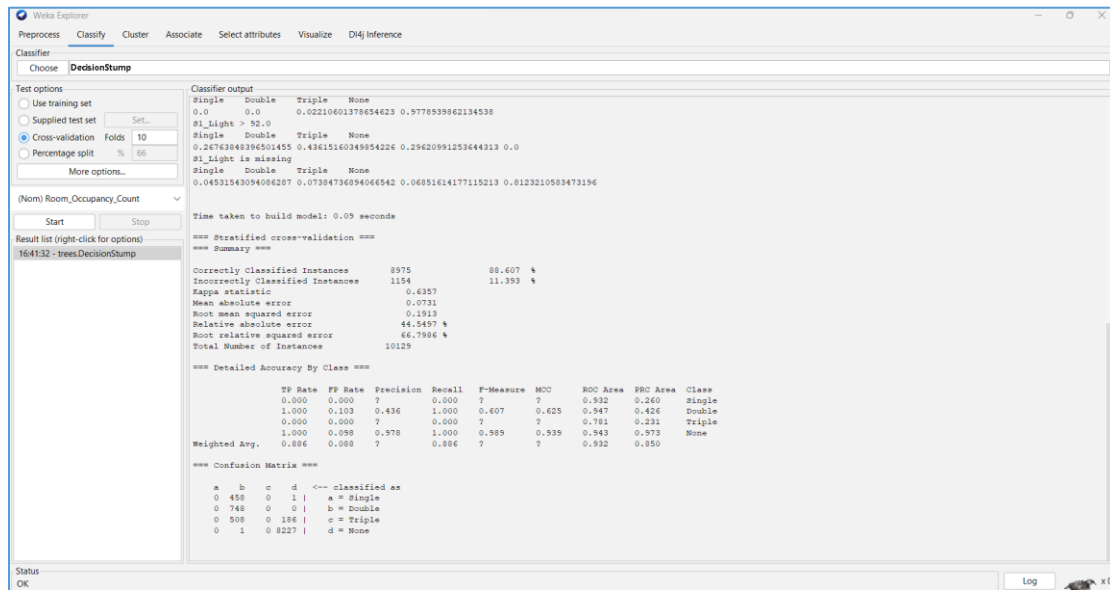 Weka Explorer
Preprocess Classify Cluster Associate Select attributes Visualize Dl4j Inference
Classifier
Choose DecisionStump
Test options
Use training set
Supplied test set Set...
Cross-validation Folds 10
Percentage split % 66
More options...
(Nom) Room_Occupancy_Count
Start Stop
Result list (right-click for options)
16:41:32 - trees.DecisionStump
Classifier output
Single Double Triple None
0.0 0.0 0.02210601378654623 0.9778939862134538
S1_Light > 92.0
Single Double Triple None
0.26763848396501455 0.43615160349854226 0.29620991253644313 0.0
S1_Light is missing
Single Double Triple None
0.04531543094086287 0.07384736894066542 0.06851614177115213 0.8123210583473196
Time taken to build model: 0.09 seconds
=== Stratified cross-validation ===
=== Summary ===
Correctly Classified Instances 8975 88.607 %
Incorrectly Classified Instances 1154 11.393 %
Kappa statistic 0.6357
Mean absolute error 0.0731
Root mean squared error 0.1913
Relative absolute error 44.5497 %
Root relative squared error 66.7986 %
Total Number of Instances 10129
=== Detailed Accuracy By Class ===
TP Rate FP Rate Precision Recall F-Measure MCC ROC Area PRC Area Class
0.000 0.000 ? 0.000 ? ? 0.932 0.260 Single
1.000 0.103 0.436 1.000 0.607 0.625 0.947 0.426 Double
0.000 0.000 ? 0.000 ? ? 0.781 0.231 Triple
1.000 0.098 0.978 1.000 0.989 0.939 0.943 0.973 None
Weighted Avg. 0.886 0.088 ? 0.886 ? ? 0.932 0.850
=== Confusion Matrix ===
a b c d <-- classified as
0 458 0 1 | a = Single
0 748 0 0 | b = Double
0 508 0 186 | c = Triple
0 1 0 8227 | d = None
Status
OK
Log
x 0